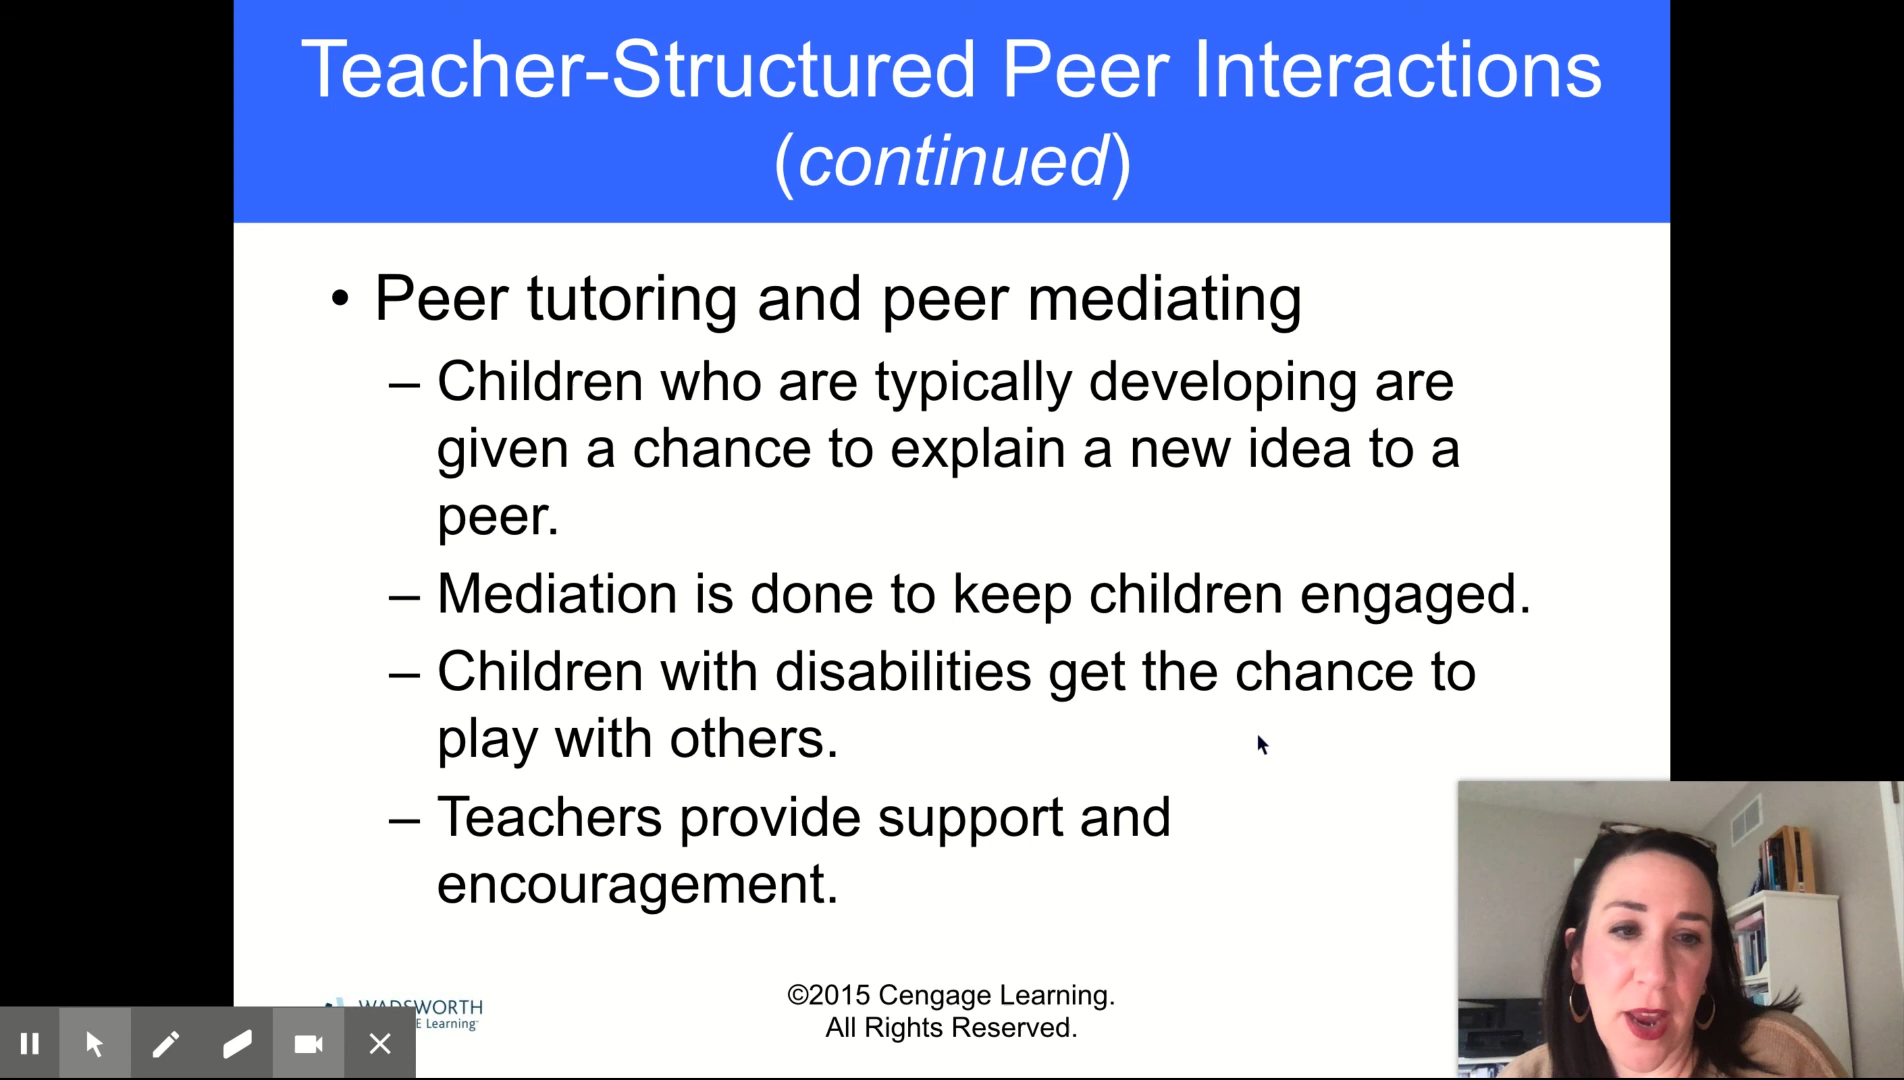 Teacher-Structured Peer Interactions
(continued)
• Peer tutoring and peer mediating
– Children who are typically developing are
given a chance to explain a new idea to a
peer.
– Mediation is done to keep children engaged.
– Children with disabilities get the chance to
play with others.
– Teachers provide support and
encouragement.
WADSWORTH
Learning™
©2015 Cengage Learning.
All Rights Reserved.